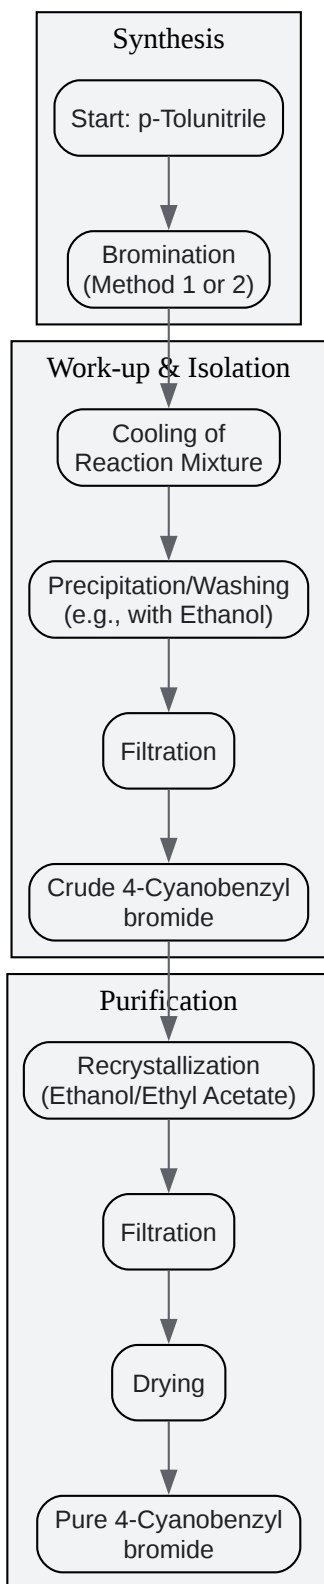 Synthesis
Start: p-Tolunitrile
Bromination
(Method 1 or 2)
Work-up & Isolation
Cooling of
Reaction Mixture
Precipitation/Washing
(e.g., with Ethanol)
Filtration
Crude 4-Cyanobenzyl
bromide
Purification
Recrystallization
(Ethanol/Ethyl Acetate)
Filtration
Drying
Pure 4-Cyanobenzyl
bromide